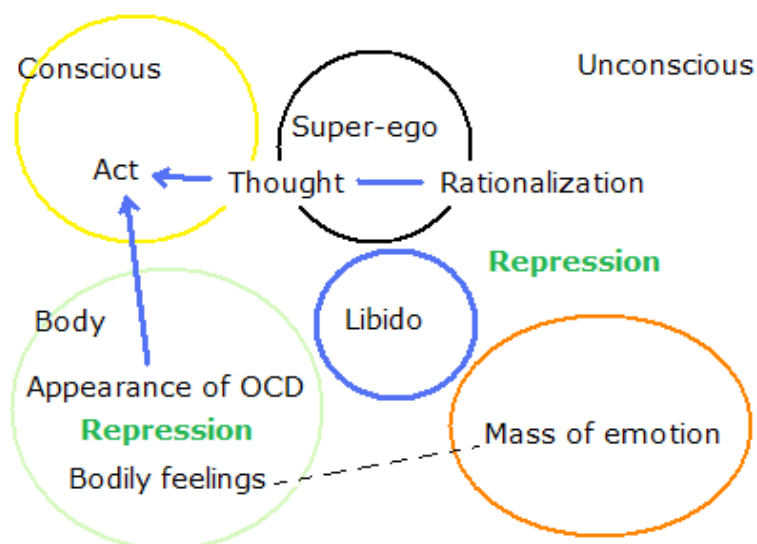 Conscious
Unconscious
Super-ego
Act
Thought
Rationalization
Repression
Body
Libido
Appearance of OCD
Repression
Mass of emotion
Bodily feelings